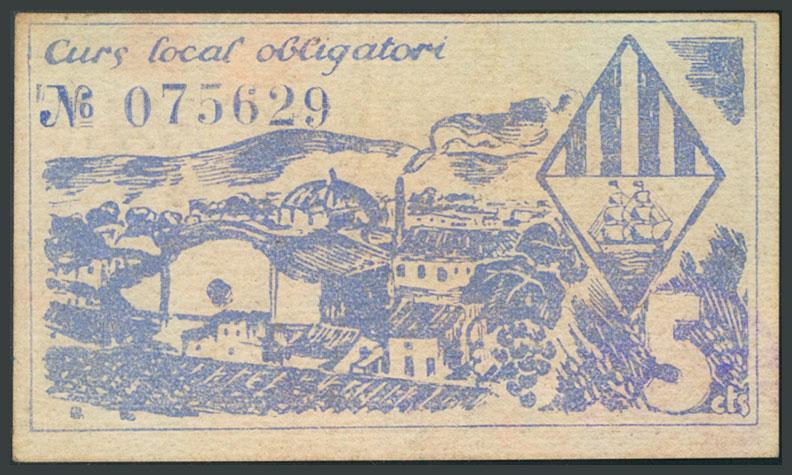 Curs local obligatori
№ 075629
5
cts